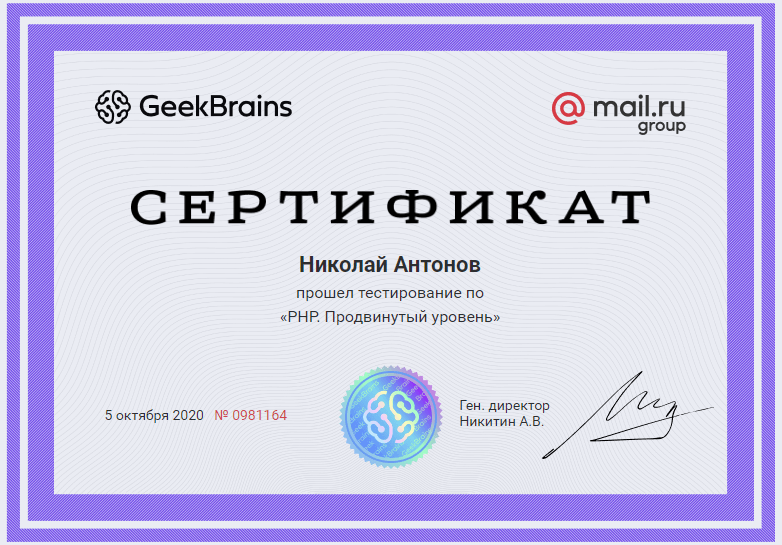 GeekBrains
@mail.ru
group
СЕРТИФИКАТ
Николай Антонов
прошел тестирование по
«PHP. Продвинутый уровень»
5 октября 2020 № 0981164
Ген. директор
Никитин А.В.